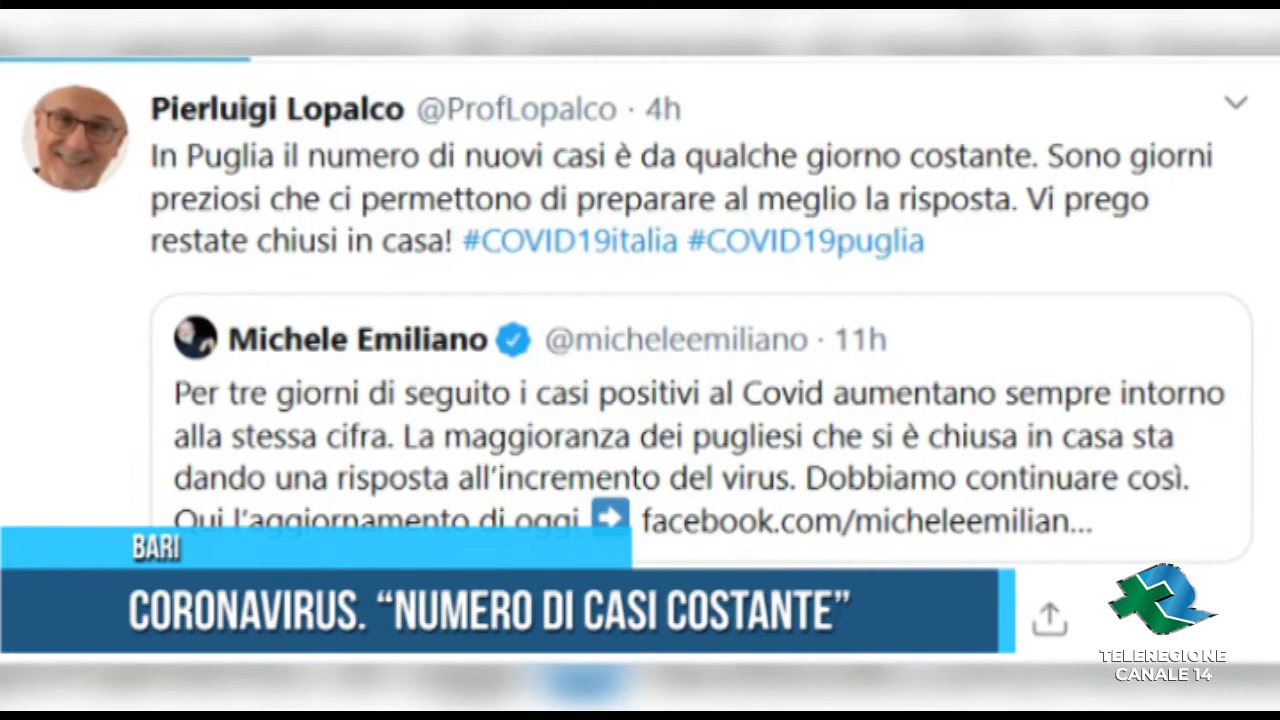 Pierluigi Lopalco @ProfLopalco · 4h
In Puglia il numero di nuovi casi è da qualche giorno costante. Sono giorni
preziosi che ci permettono di preparare al meglio la risposta. Vi prego
restate chiusi in casa! #COVID19italia #COVID19puglia
Michele Emiliano @micheleemiliano · 11h
Per tre giorni di seguito i casi positivi al Covid aumentano sempre intorno
alla stessa cifra. La maggioranza dei pugliesi che si è chiusa in casa sta
dando una risposta all'incremento del virus. Dobbiamo continuare così.
Qui l'aggiornamento di oggi ➡ facebook.com/micheleemilian...
BARI
CORONAVIRUS. “NUMERO DI CASI COSTANTE”
TELEREGIONE
CANALE 14